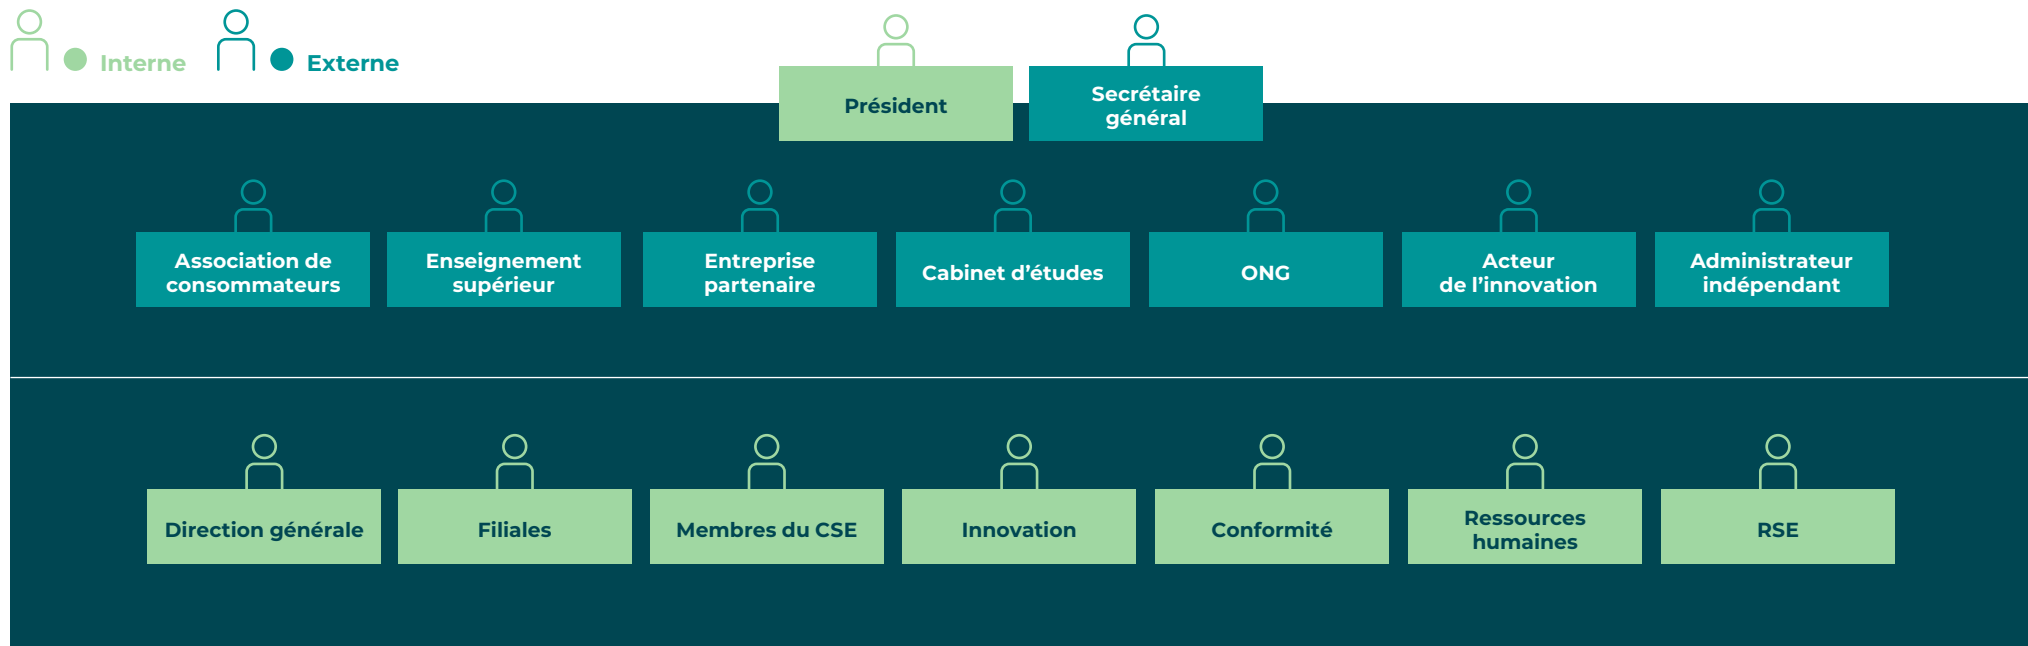 Interne
Externe
Président
Secrétaire
général
Association de
consommateurs
Enseignement
supérieur
Entreprise
partenaire
Cabinet d’études
ONG
Acteur
de l’innovation
Administrateur
indépendant
Direction générale
Filiales
Membres du CSE
Innovation
Conformité
Ressources
humaines
RSE